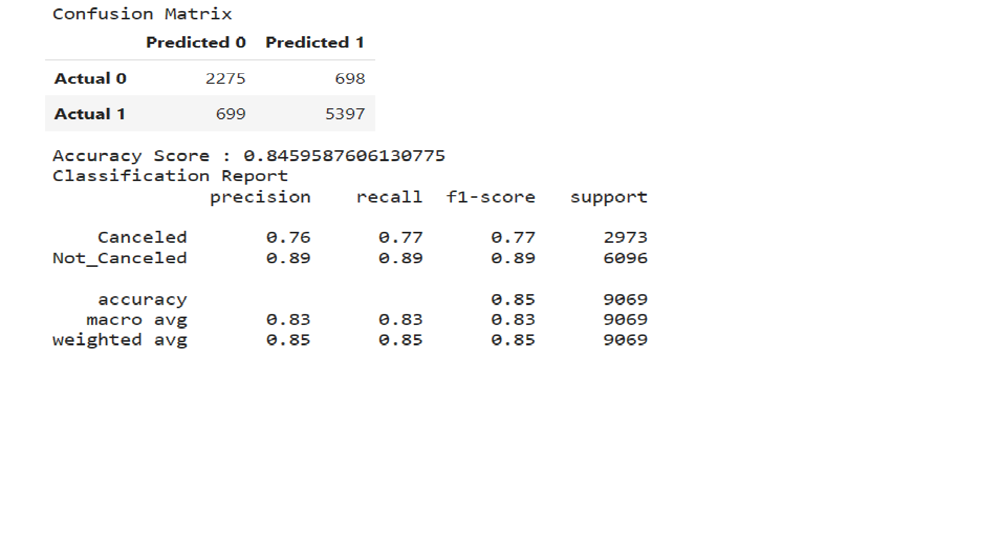 Confusion Matrix
Predicted 0 Predicted 1
Actual 0 2275 698
Actual 1 699 5397
Accuracy Score : 0.8459587606130775
Classification Report
precision recall f1-score support
Canceled 0.76 0.77 0.77 2973
Not_Canceled 0.89 0.89 0.89 6096
accuracy 0.85 9069
macro avg 0.83 0.83 0.83 9069
weighted avg 0.85 0.85 0.85 9069